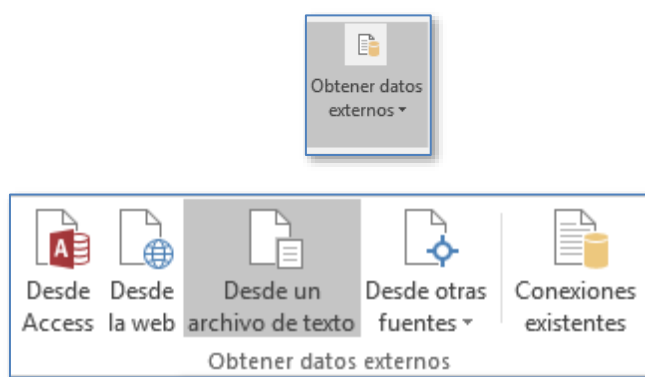 Obtener datos
externos
Desde Desde Desde un Desde otras Conexiones
Access la web archivo de texto fuentes existentes
Obtener datos externos